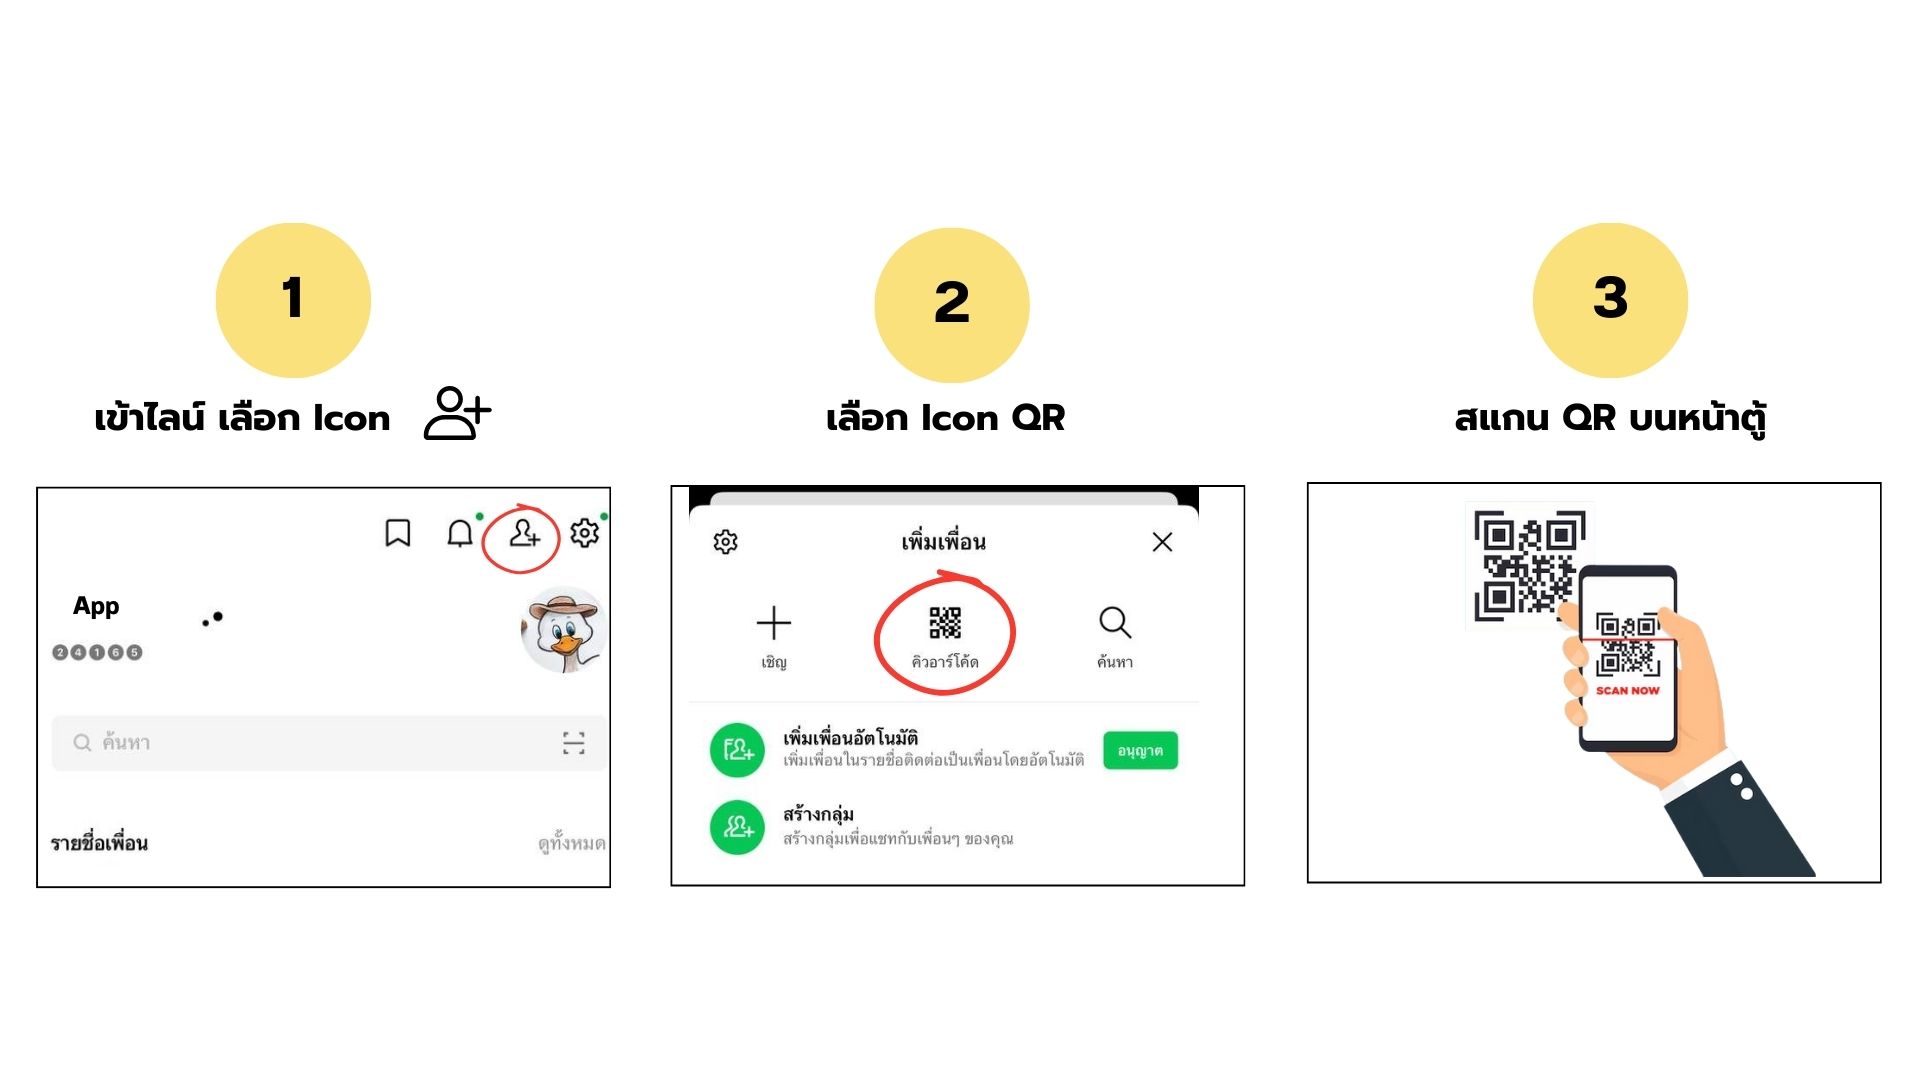 1
เข้าไลน์ เลือก Icon
App
24165
ค้นหา
รายชื่อเพื่อน
ดูทั้งหมด
2
เลือก Icon QR
เพิ่มเพื่อน
เชิญ
คิวอาร์โค้ด
ค้นหา
เพิ่มเพื่อนอัตโนมัติ
เพิ่มเพื่อนในรายชื่อติดต่อเป็นเพื่อนโดยอัตโนมัติ
อนุญาต
สร้างกลุ่ม
สร้างกลุ่มเพื่อแชทกับเพื่อนๆ ของคุณ
3
สแกน QR บนหน้าตู้
SCAN NOW